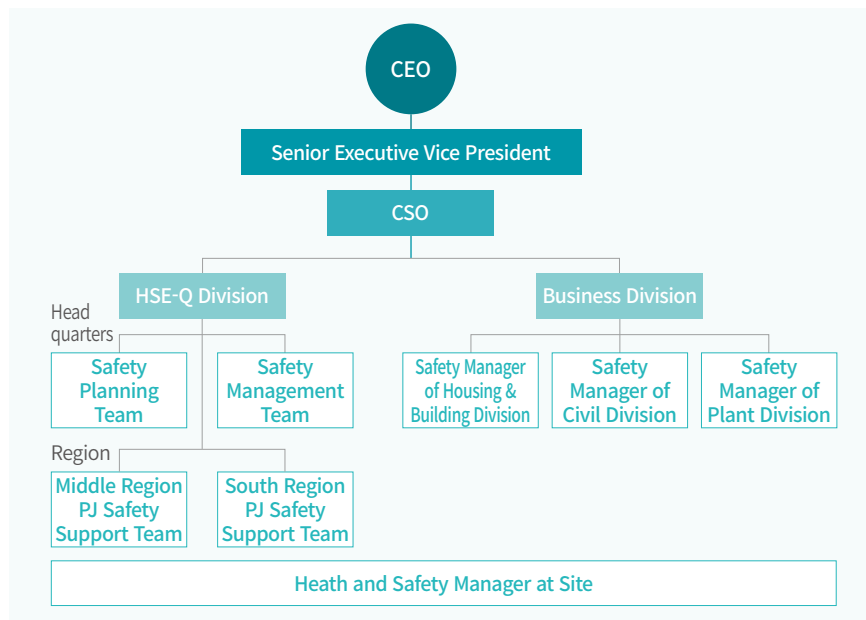 CEO
Senior Executive Vice President
CSO
HSE-Q Division
Business Division
Head
quarters
Safety
Planning
Team
Safety
Management
Team
Safety Manager
of Housing &
Building Division
Safety
Manager of
Civil Division
Safety
Manager of
Plant Division
Region
Middle Region
PJ Safety
Support Team
South Region
PJ Safety
Support Team
Heath and Safety Manager at Site